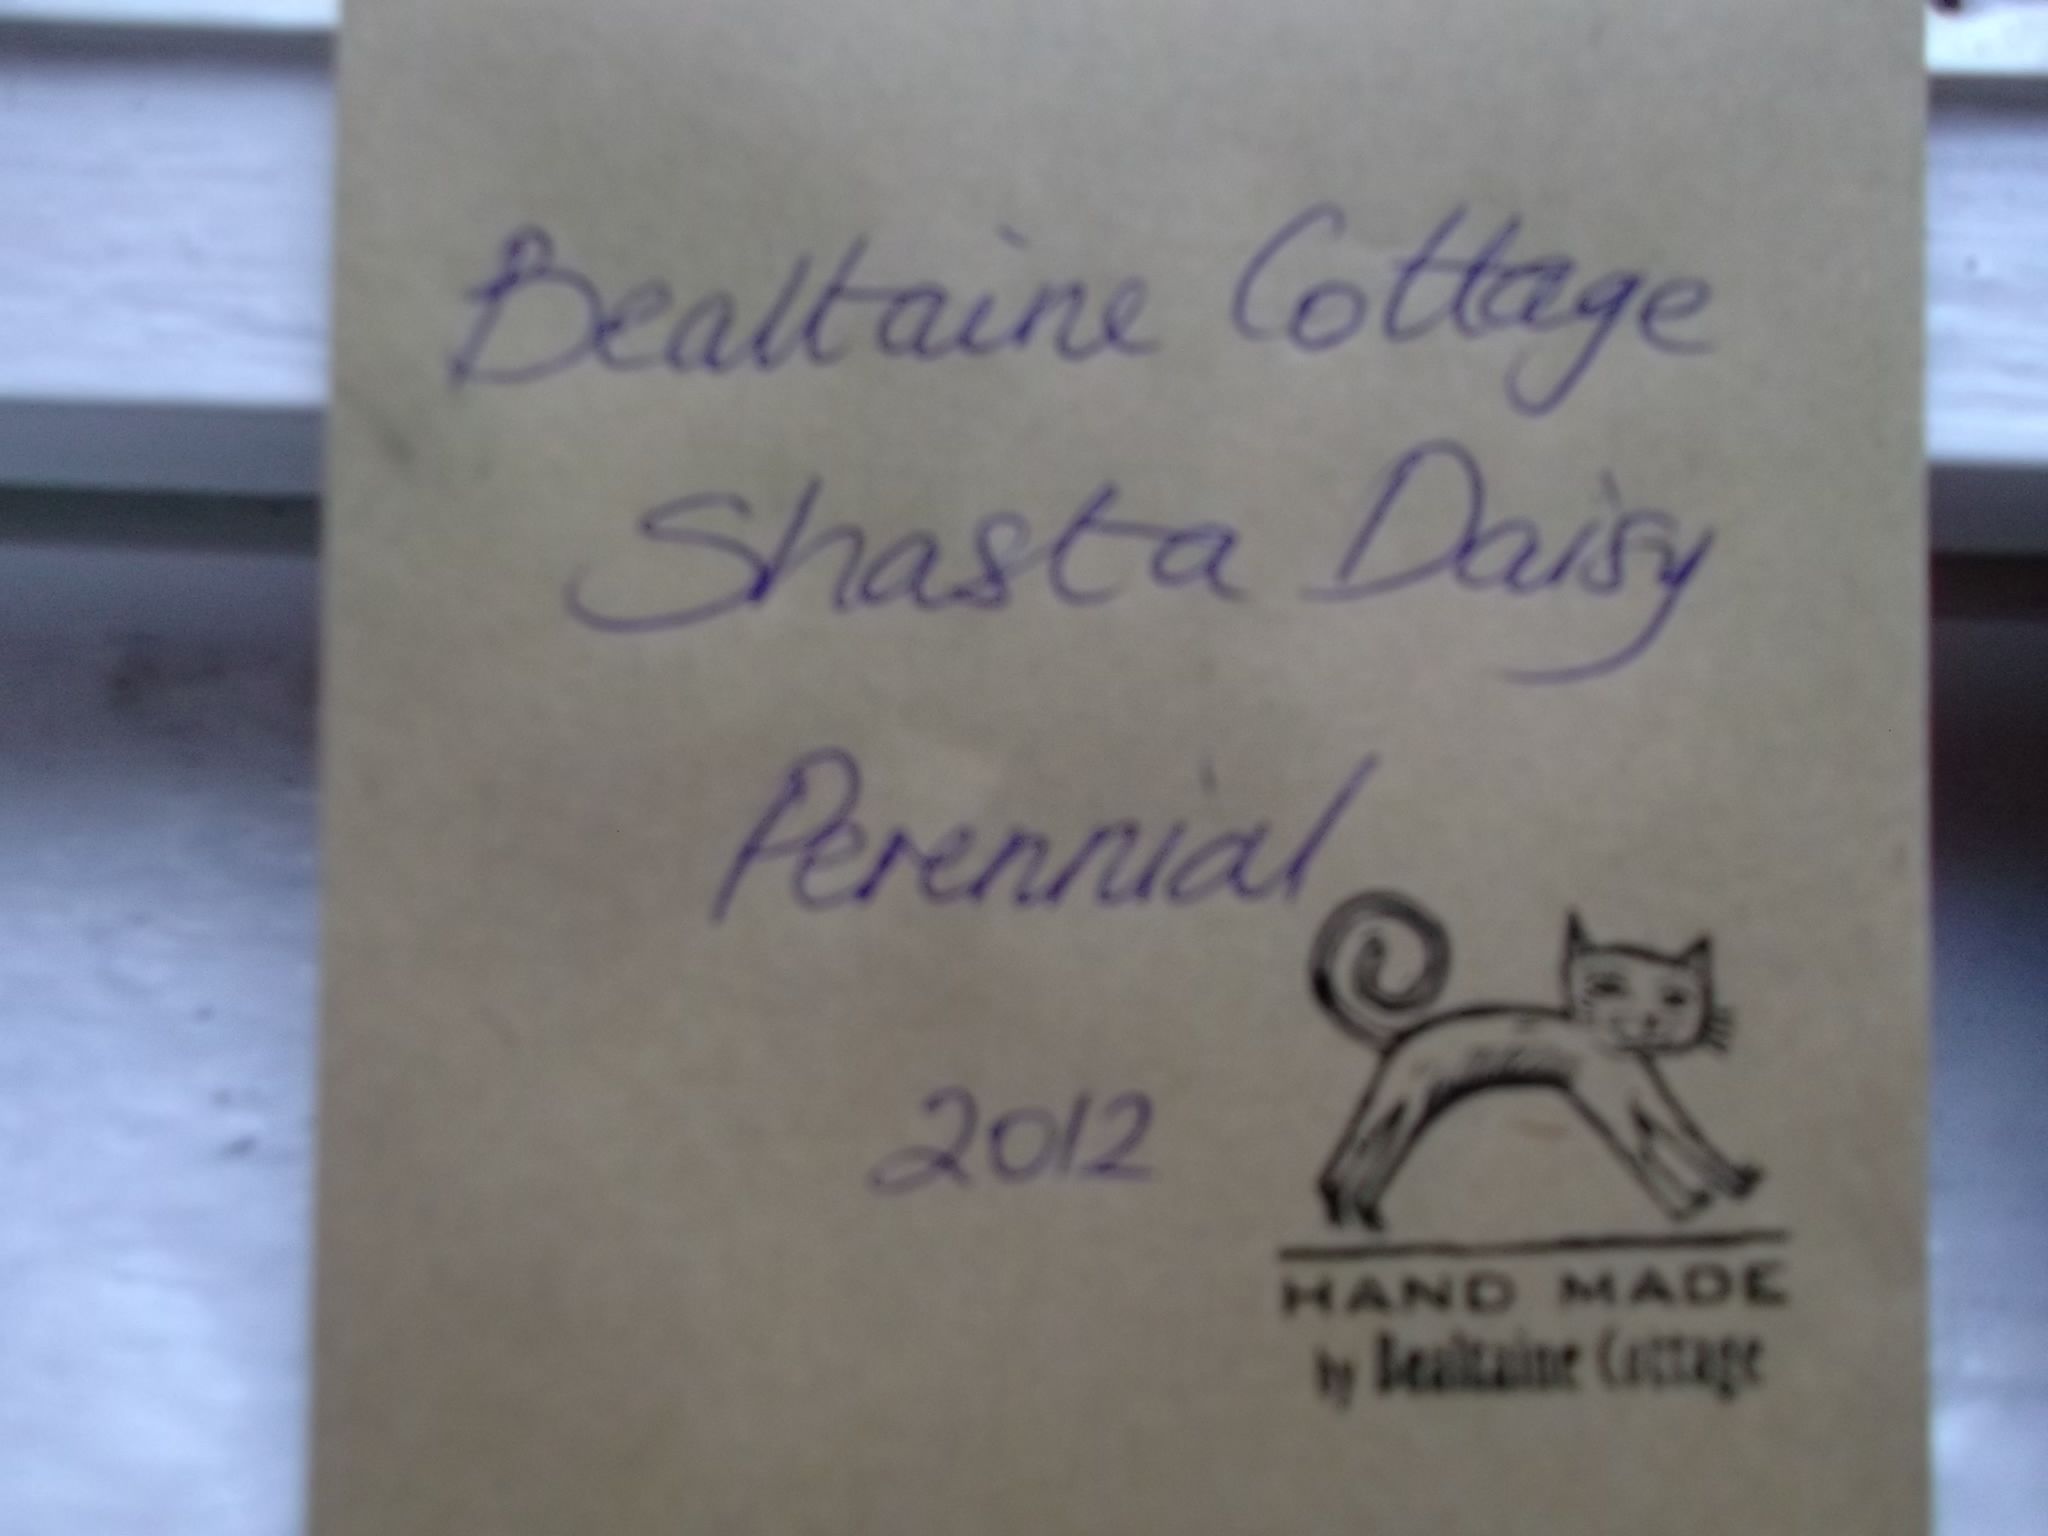 Bealtaine Cottage
Shasta Daisy
Perennial
2012
HAND MADE
by Bealtaine Cottage